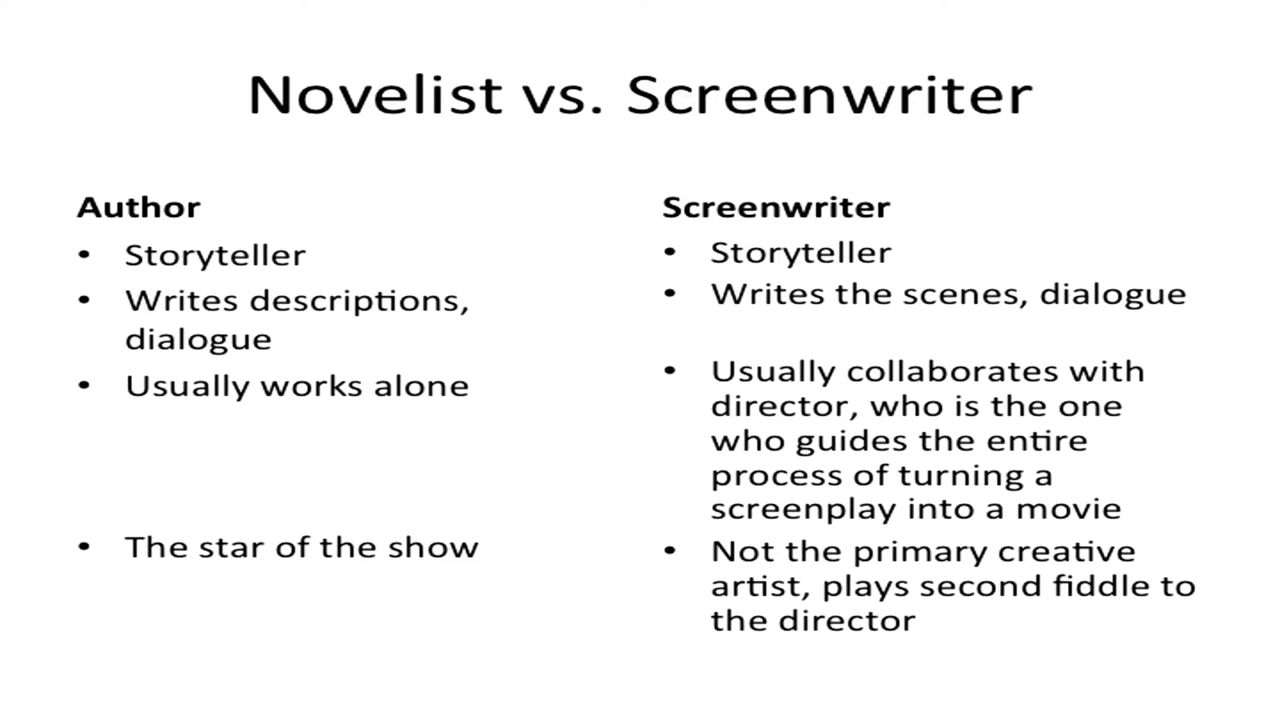 Novelist vs. Screenwriter
Author
• Storyteller
• Writes descriptions,
dialogue
• Usually works alone
• The star of the show
Screenwriter
• Storyteller
• Writes the scenes, dialogue
• Usually collaborates with
director, who is the one
who guides the entire
process of turning a
screenplay into a movie
• Not the primary creative
artist, plays second fiddle to
the director